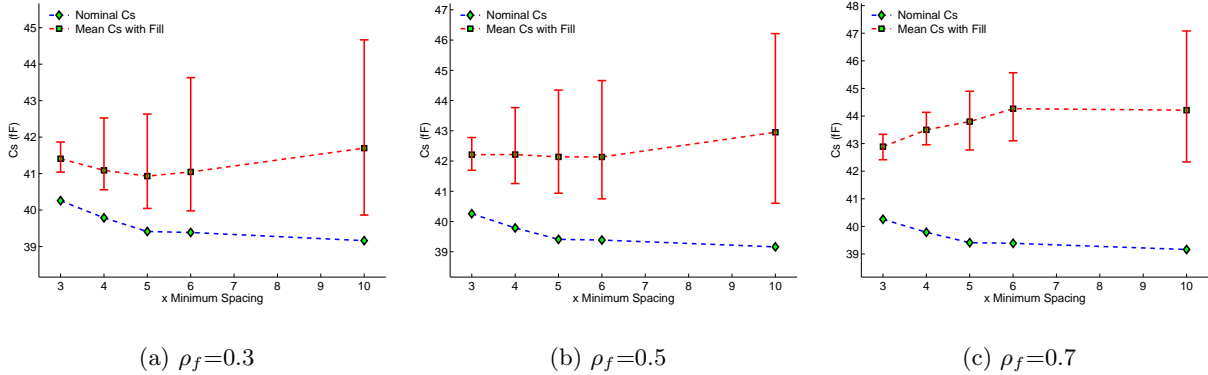 Nominal Cs
Mean Cs with Fill
45
44
43
42
41
40
39
Cs (fF)
3 4 5 6 7 8 9 10
x Minimum Spacing
(a) ρf=0.3
Nominal Cs
Mean Cs with Fill
47
46
45
44
43
42
41
40
39
Cs (fF)
3 4 5 6 7 8 9 10
x Minimum Spacing
(b) ρf=0.5
Nominal Cs
Mean Cs with Fill
48
47
46
45
44
43
42
41
40
39
Cs (fF)
3 4 5 6 7 8 9 10
x Minimum Spacing
(c) ρf=0.7